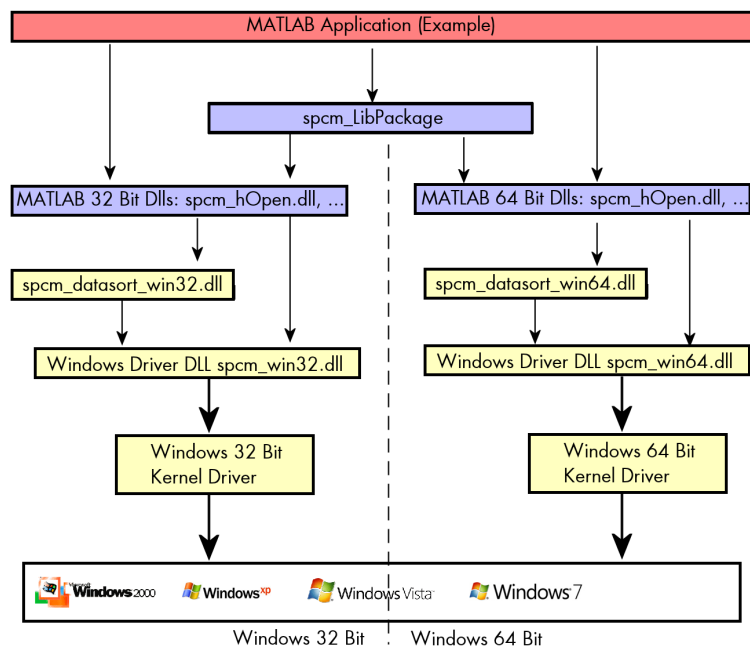 MATLAB Application (Example)
spcm_LibPackage
MATLAB 32 Bit Dlls: spcm_hOpen.dll, ...
MATLAB 64 Bit Dlls: spcm_hOpen.dll, ...
spcm_datasort_win32.dll
spcm_datasort_win64.dll
Windows Driver DLL spcm_win32.dll
Windows Driver DLL spcm_win64.dll
Windows 32 Bit
Kernel Driver
Windows 64 Bit
Kernel Driver
Microsoft
Windows 2000
Windows xp
Windows Vista
Windows 7
Windows 32 Bit
Windows 64 Bit